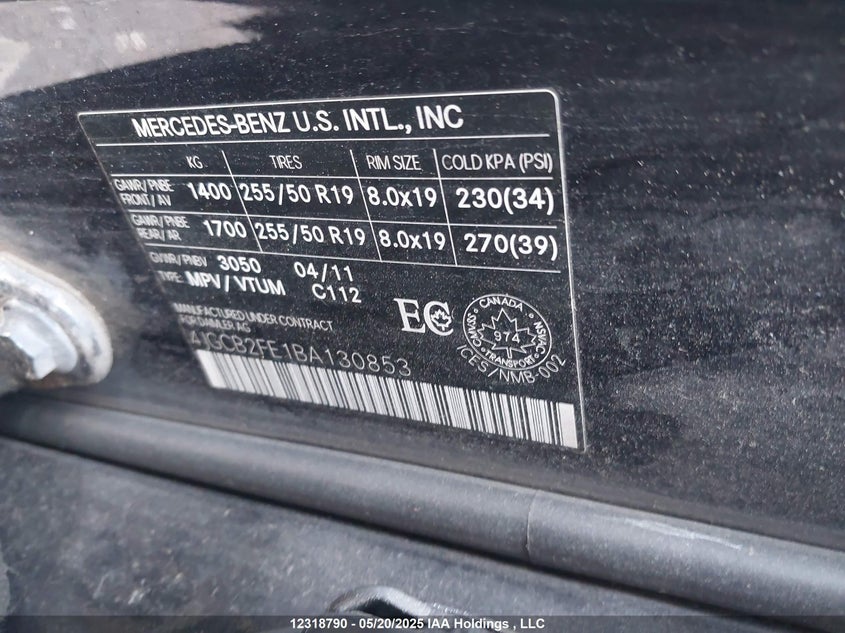 MERCEDES-BENZ U.S. INTL., INC
KG TIRES RIM SIZE COLD KPA (PSI)
GAWR/PNBE
FRONT/AV 1400 255/50 R19 8.0x19 230(34)
GAWR/PNBE
REAR/AR 1700 255/50 R19 8.0x19 270(39)
GVWR/PNBV 3050 04/11
TYPE: MPV/VTUM C112
MANUFACTURED UNDER CONTRACT
FOR DAIMLER AG
4JGCB2FE1BA130853
EC
CANADA
974
TRANSPORT
ICES/NMB-002
12318790 - 05/20/2025 IAA Holdings , LLC